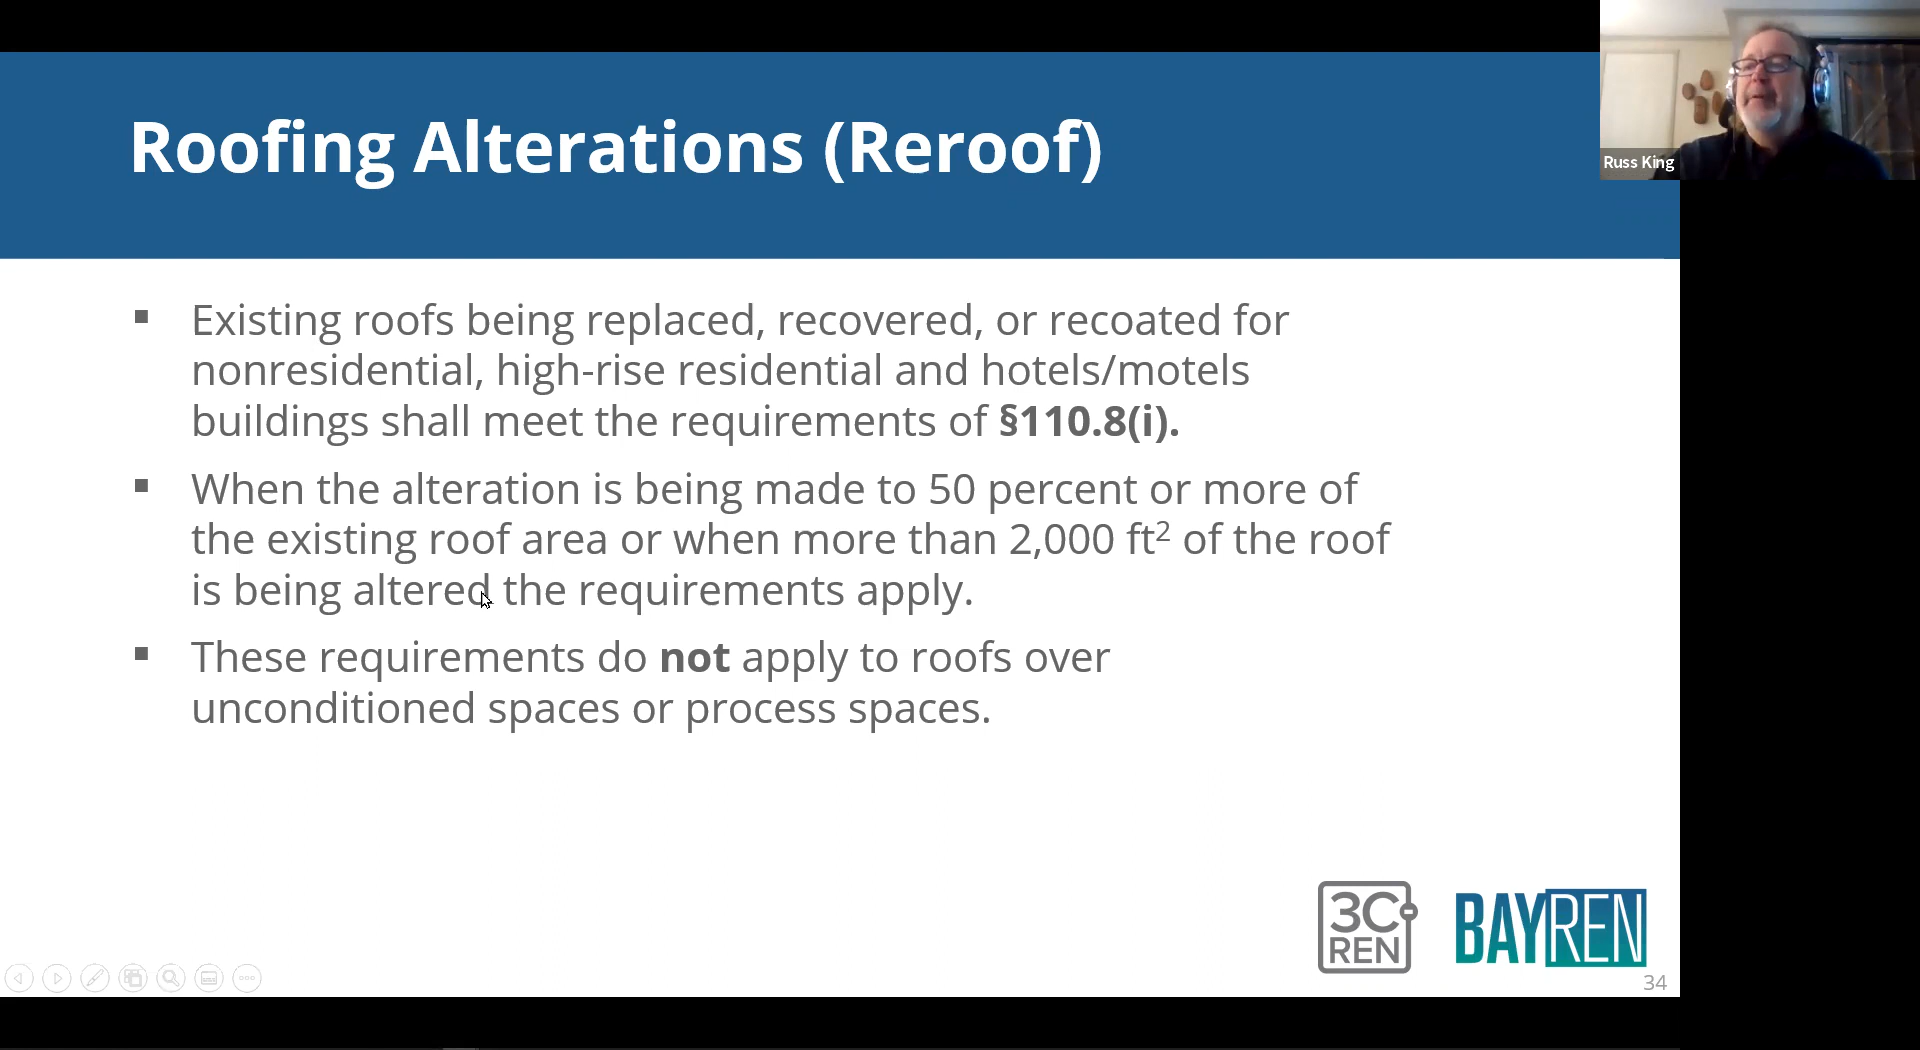 Roofing Alterations (Reroof)
Russ King
▪ Existing roofs being replaced, recovered, or recoated for
nonresidential, high-rise residential and hotels/motels
buildings shall meet the requirements of §110.8(i).
▪ When the alteration is being made to 50 percent or more of
the existing roof area or when more than 2,000 ft² of the roof
is being altered the requirements apply.
▪ These requirements do not apply to roofs over
unconditioned spaces or process spaces.
3C
REN
BAYREN
34